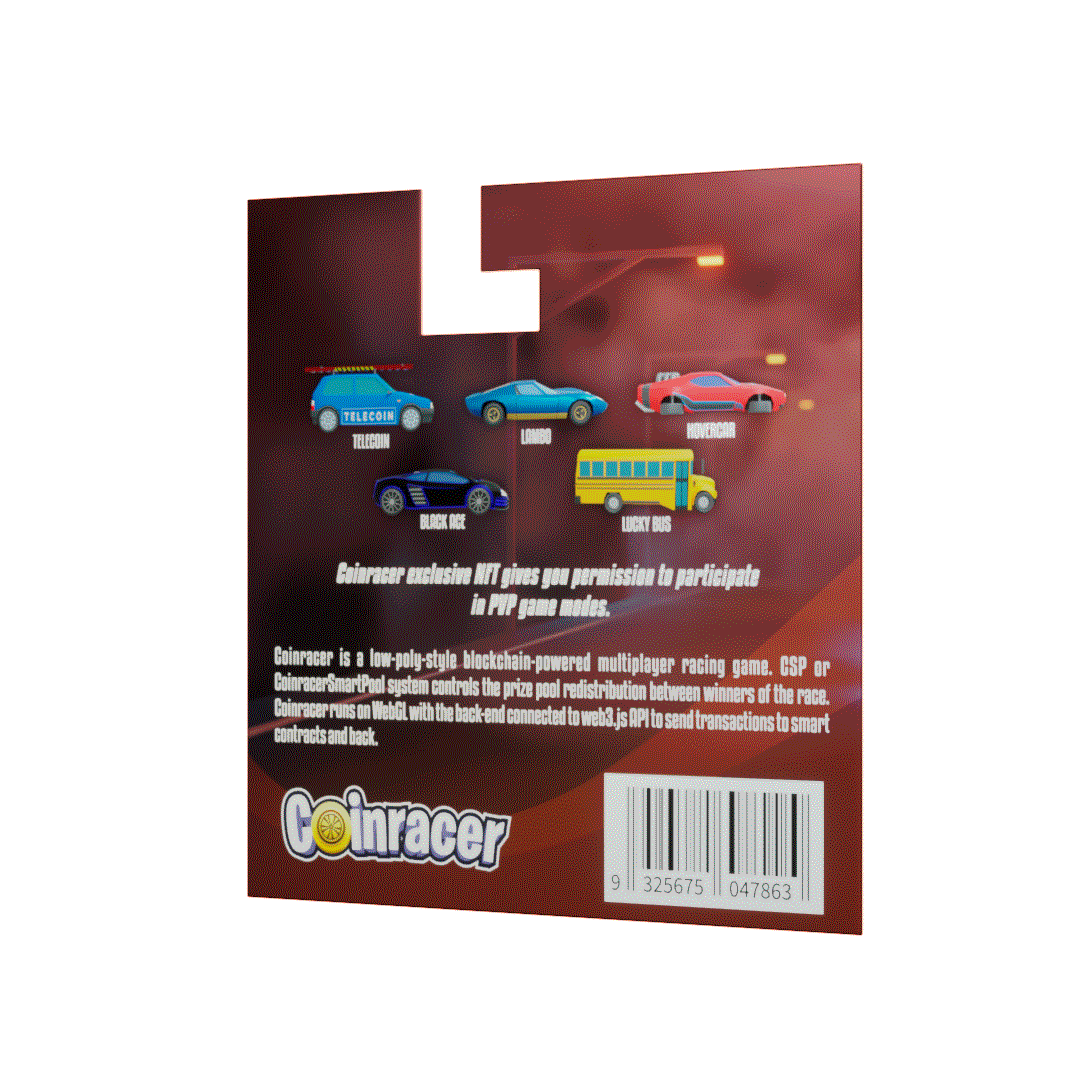 TELECOIN
TELECOIN
LAMBO
HOVERCAR
BLACK ACE
LUCKY BUS
Coinracer exclusive NFT gives you permission to participate
in PVP game modes.
Coinracer is a low-poly-style blockchain-powered multiplayer racing game. CSP or
CoinracerSmartPool system controls the prize pool redistribution between winners of the race.
Coinracer runs on WebGL with the back-end connected to web3.js API to send transactions to smart
contracts and back.
Coinracer
9 325675 047863